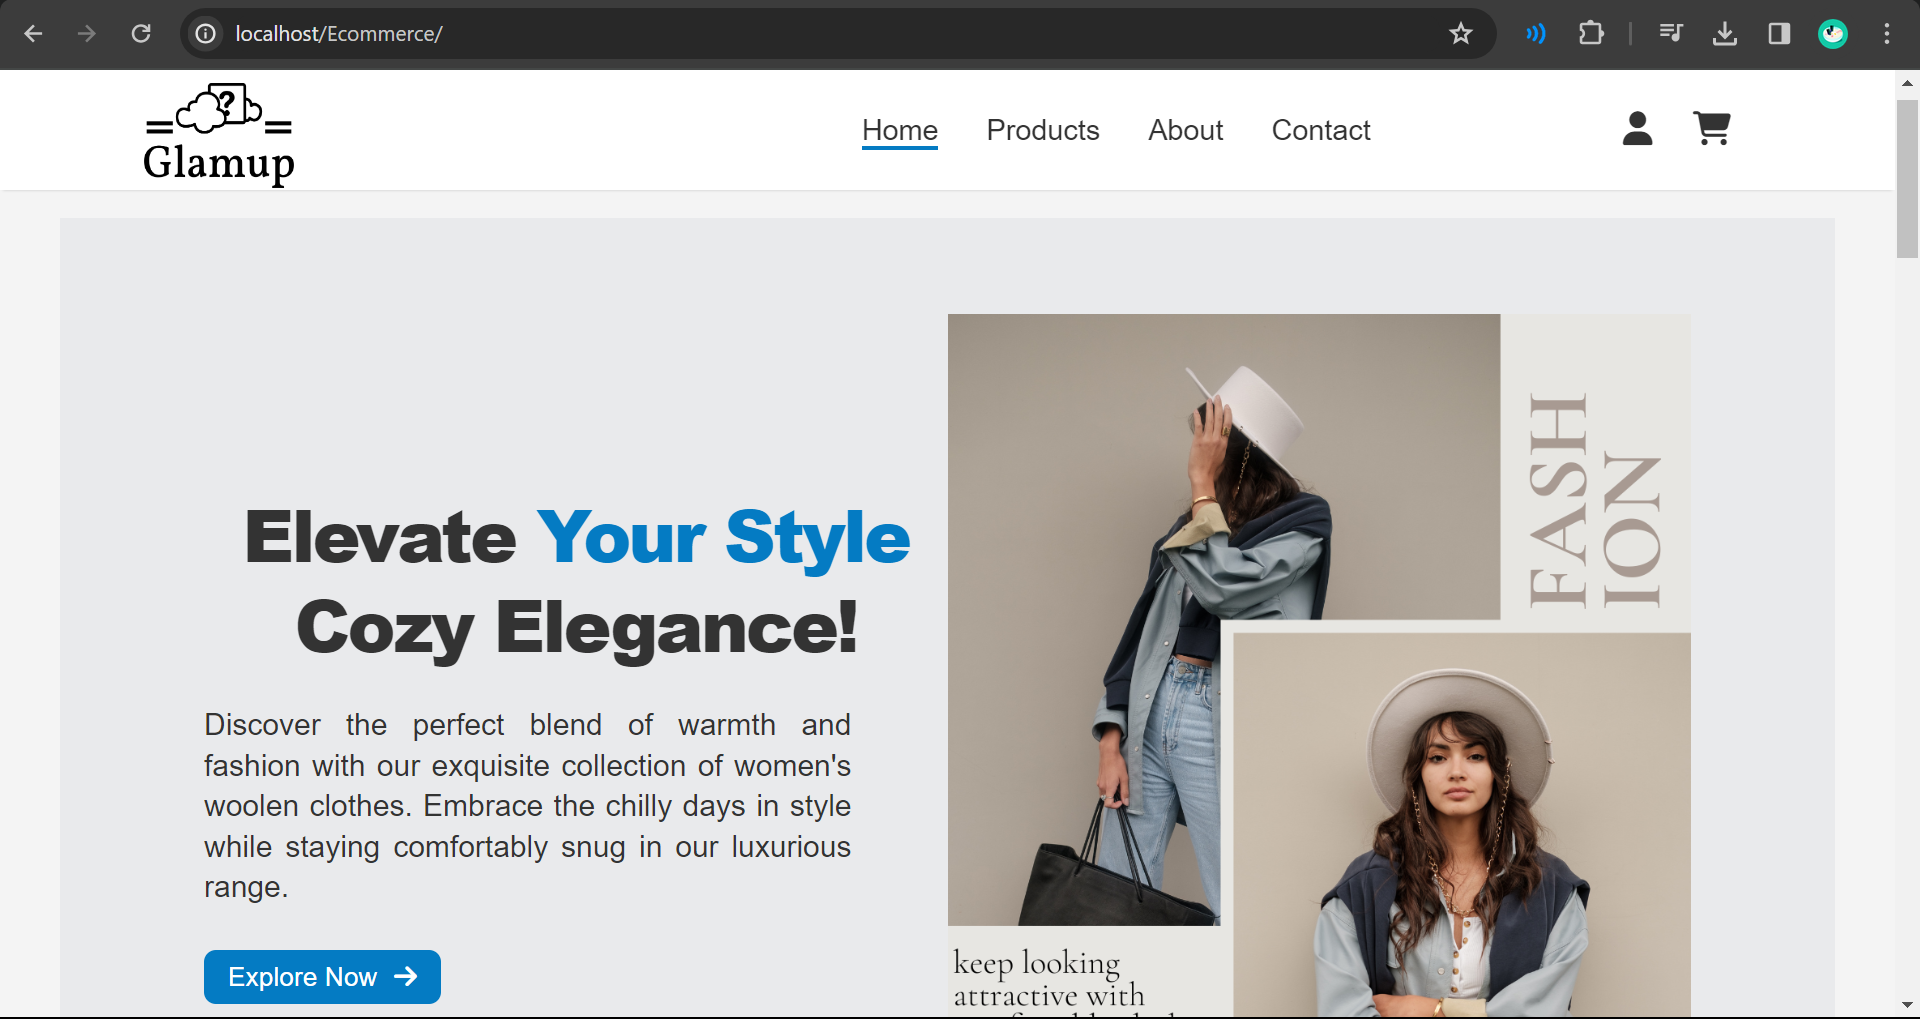 localhost/Ecommerce/
?
Glamup
Home
Products
About
Contact
Elevate Your Style
Cozy Elegance!
Discover the perfect blend of warmth and
fashion with our exquisite collection of women's
woolen clothes. Embrace the chilly days in style
while staying comfortably snug in our luxurious
range.
Explore Now
FASH
ION
keep looking
attractive with